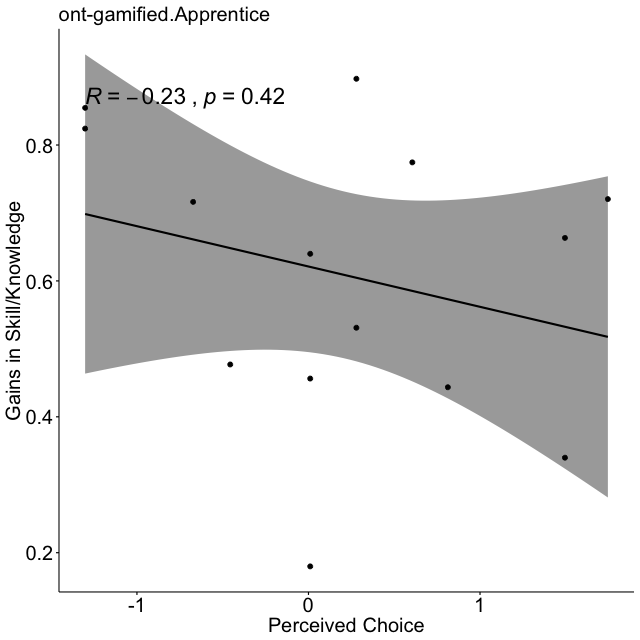 ont-gamified.Apprentice
R = −0.23 , p = 0.42
0.8
0.6
0.4
0.2
Gains in Skill/Knowledge
-1 0 1
Perceived Choice